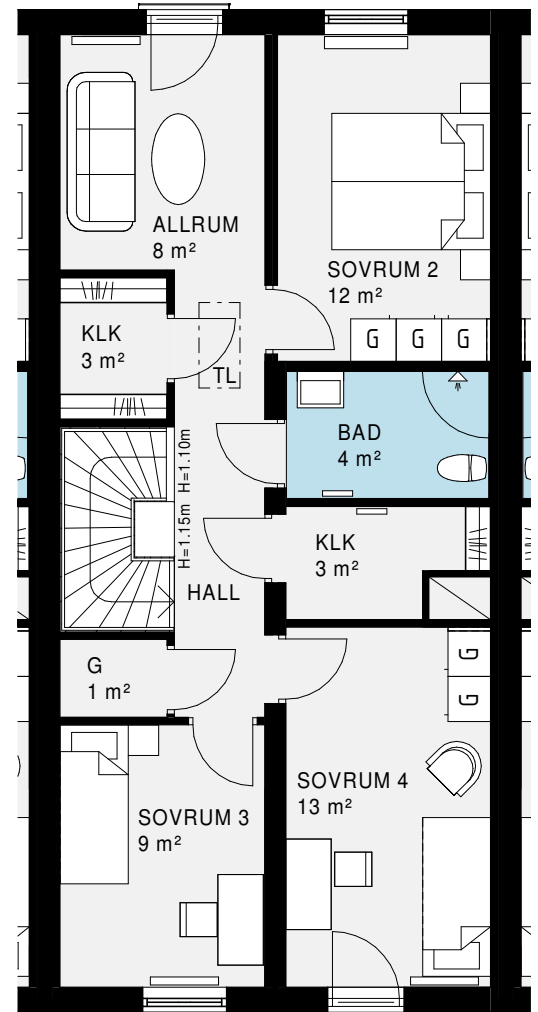 ALLRUM
8 m²
SOVRUM 2
12 m²
G G G
KLK
3 m²
TL
BAD
4 m²
H=1.15m H=1.10m
KLK
3 m²
HALL
G
1 m²
G
G
SOVRUM 3
9 m²
SOVRUM 4
13 m²